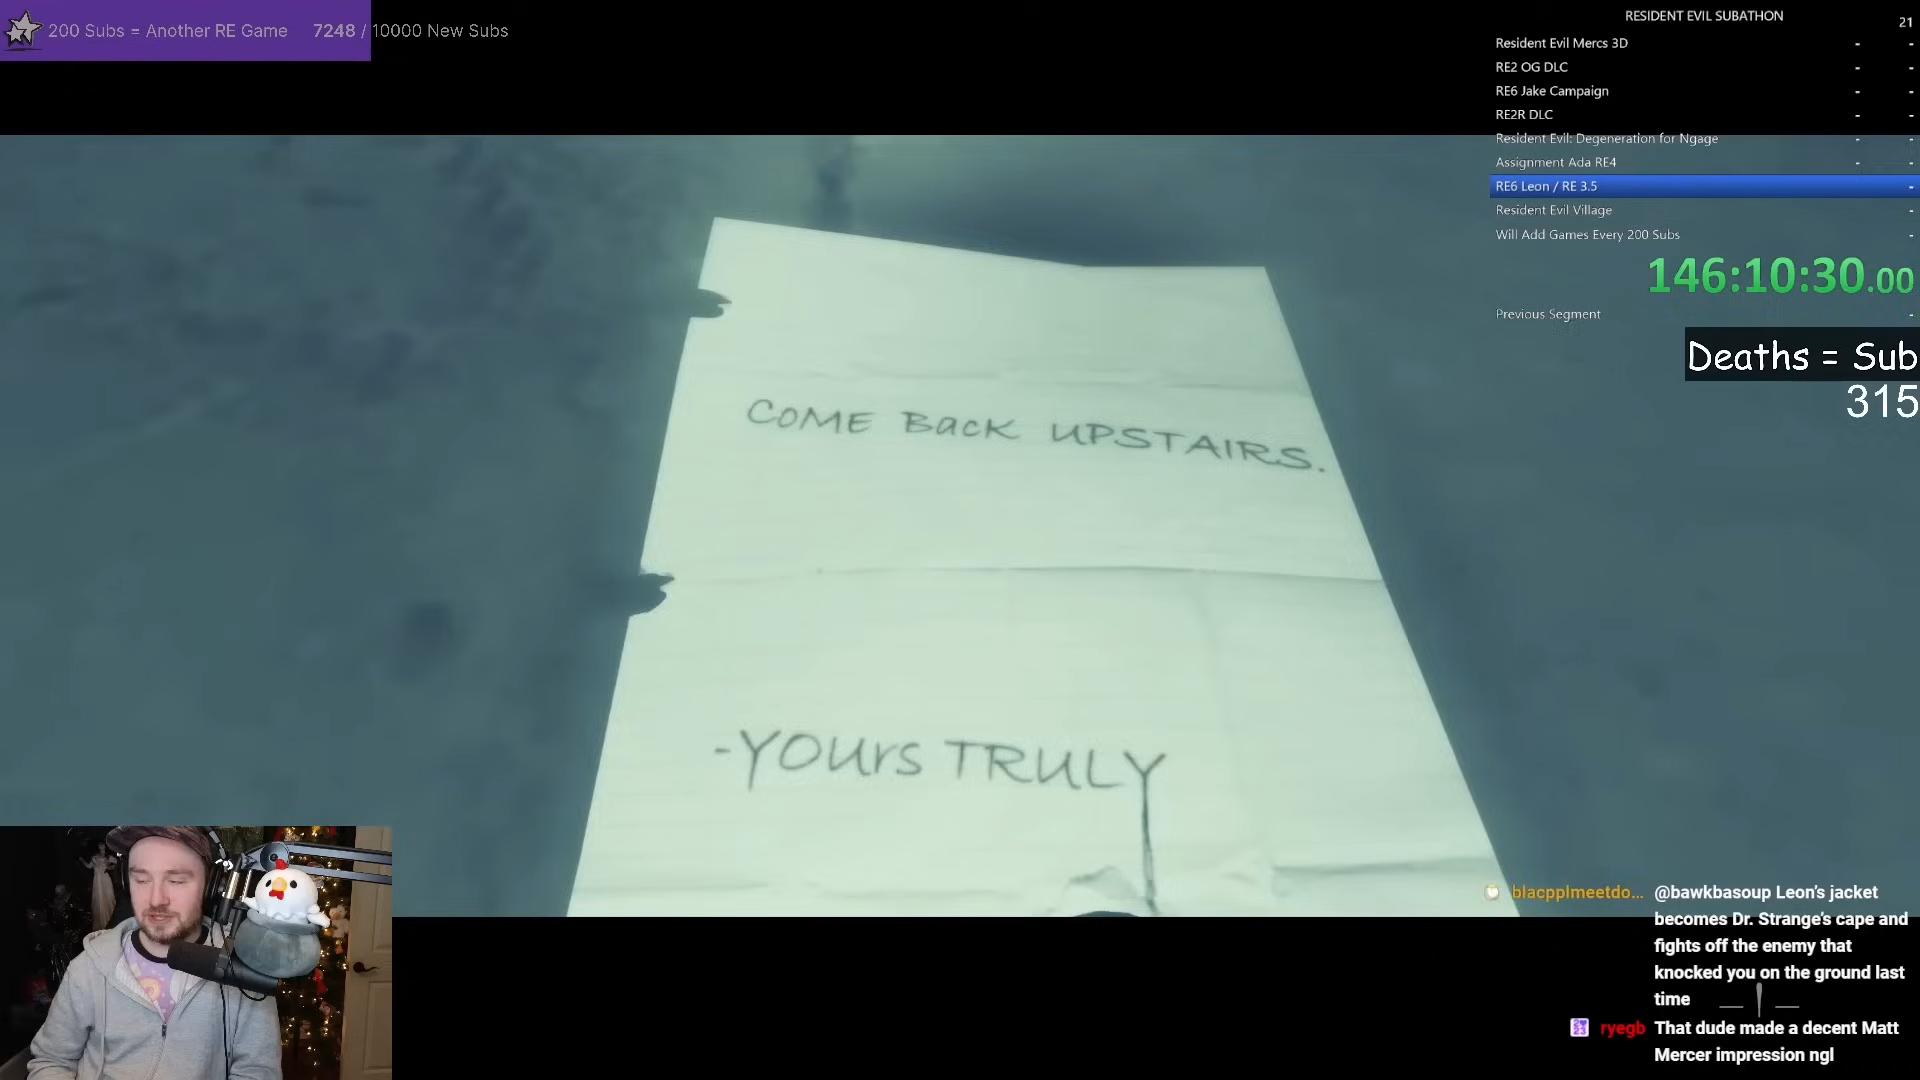 200 Subs = Another RE Game 7248 / 10000 New Subs
RESIDENT EVIL SUBATHON
21
Resident Evil Mercs 3D - -
RE2 OG DLC - -
RE6 Jake Campaign - -
RE2R DLC - -
Resident Evil: Degeneration for Ngage - -
Assignment Ada RE4 - -
RE6 Leon / RE 3.5 -
Resident Evil Village -
Will Add Games Every 200 Subs -
146:10:30.00
Previous Segment -
Deaths = Sub
315
COME BACK UPSTAIRS.
-YOUrS TRULY
blacpplmeetdo... @bawkbasoup Leon's jacket
becomes Dr. Strange's cape and
fights off the enemy that
knocked you on the ground last
time
ryegb That dude made a decent Matt
Mercer impression ngl